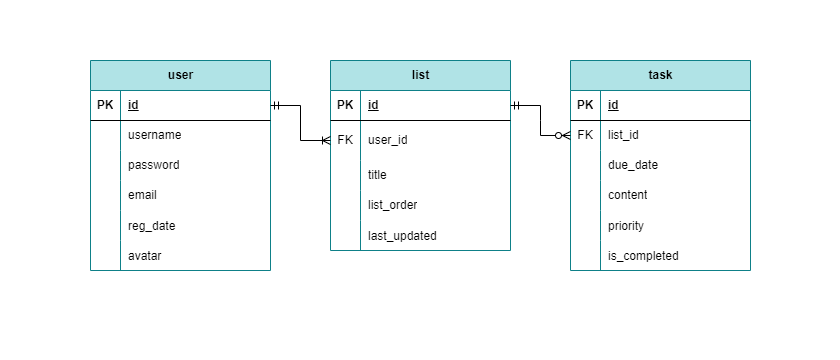 user
PK id
username
password
email
reg_date
avatar
list
PK id
FK user_id
title
list_order
last_updated
task
PK id
FK list_id
due_date
content
priority
is_completed